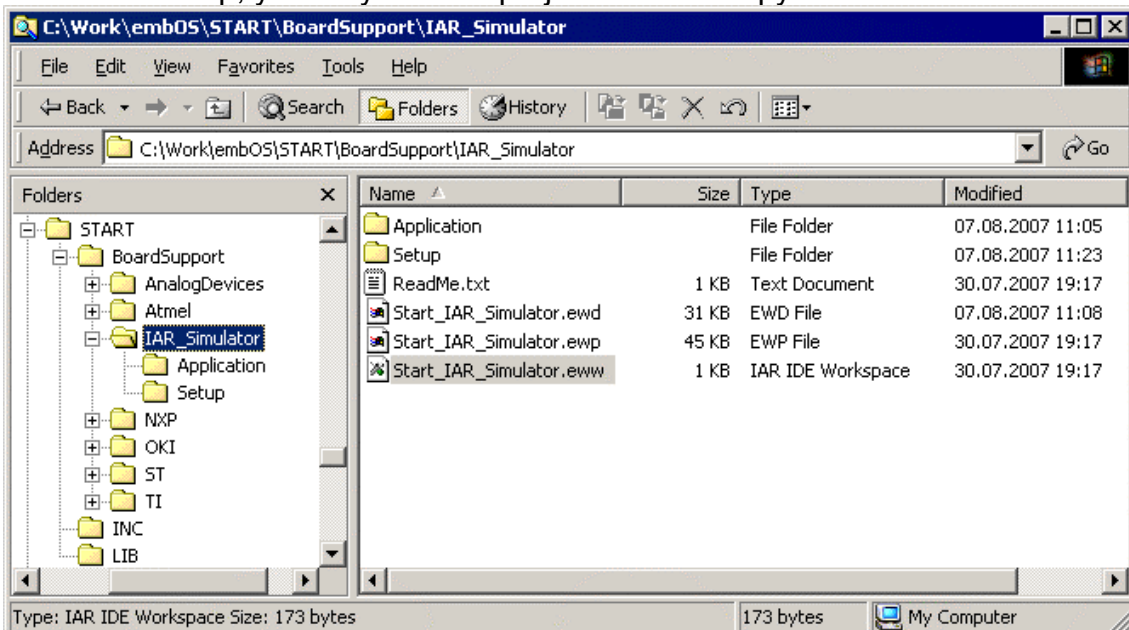 C:\Work\embOS\START\BoardSupport\IAR_Simulator
File Edit View Favorites Tools Help
Back Search Folders History
Address C:\Work\embOS\START\BoardSupport\IAR_Simulator Go
Folders
START
BoardSupport
AnalogDevices
Atmel
IAR_Simulator
Application
Setup
NXP
OKI
ST
TI
INC
LIB
Name Size Type Modified
Application File Folder 07.08.2007 11:05
Setup File Folder 07.08.2007 11:23
ReadMe.txt 1 KB Text Document 30.07.2007 19:17
Start_IAR_Simulator.ewd 31 KB EWD File 07.08.2007 11:08
Start_IAR_Simulator.ewp 45 KB EWP File 30.07.2007 19:17
Start_IAR_Simulator.eww 1 KB IAR IDE Workspace 30.07.2007 19:17
Type: IAR IDE Workspace Size: 173 bytes 173 bytes My Computer